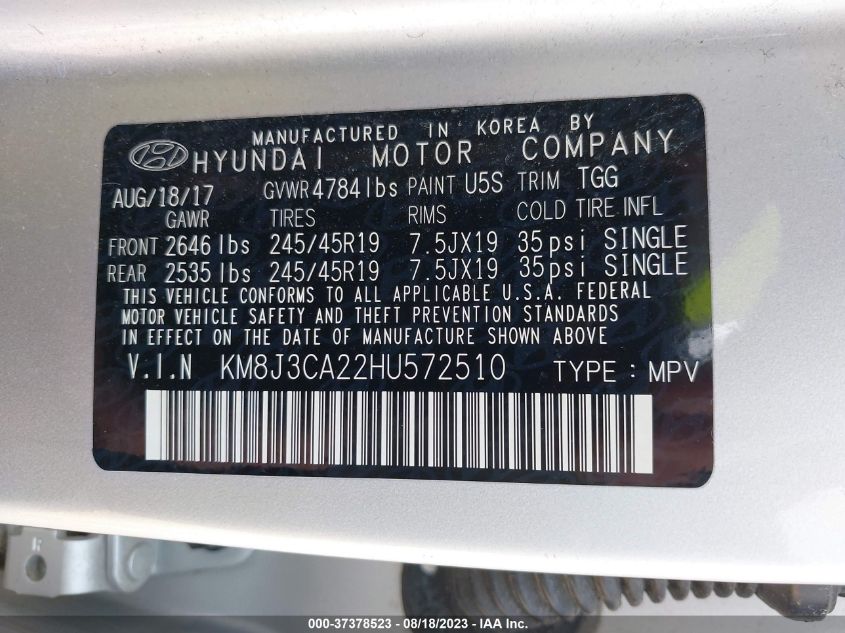 MANUFACTURED IN KOREA BY
HYUNDAI MOTOR COMPANY
AUG/18/17 GVWR 4784lbs PAINT U5S TRIM TGG
GAWR TIRES RIMS COLD TIRE INFL
FRONT 2646 lbs 245/45R19 7.5JX19 35psi SINGLE
REAR 2535 lbs 245/45R19 7.5JX19 35psi SINGLE
THIS VEHICLE CONFORMS TO ALL APPLICABLE U.S.A. FEDERAL
MOTOR VEHICLE SAFETY AND THEFT PREVENTION STANDARDS
IN EFFECT ON THE DATE OF MANUFACTURE SHOWN ABOVE
V.I.N KM8J3CA22HU572510 TYPE : MPV
000-37378523 - 08/18/2023 - IAA Inc.